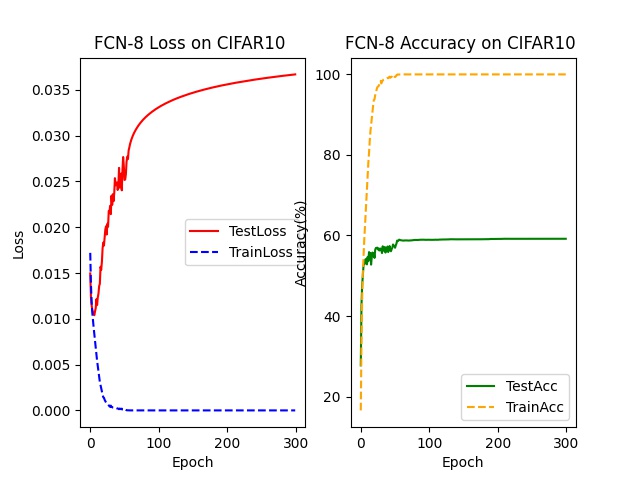 FCN-8 Loss on CIFAR10
Loss
0.035
0.030
0.025
0.020
0.015
0.010
0.005
0.000
TestLoss
TrainLoss
0
100
200
300
Epoch
FCN-8 Accuracy on CIFAR10
Accuracy(%)
100
80
60
40
20
TestAcc
TrainAcc
0
100
200
300
Epoch